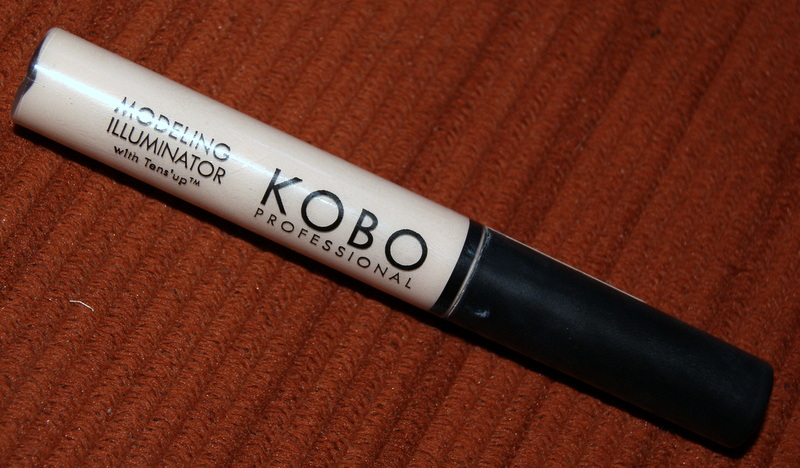 MODELING
ILLUMINATOR
with Tens'up™
KOBO
PROFESSIONAL